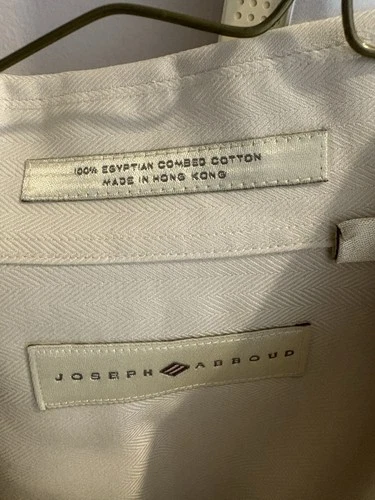 100% EGYPTIAN COMBED COTTON
MADE IN HONG KONG
JOSEPH ABBOUD